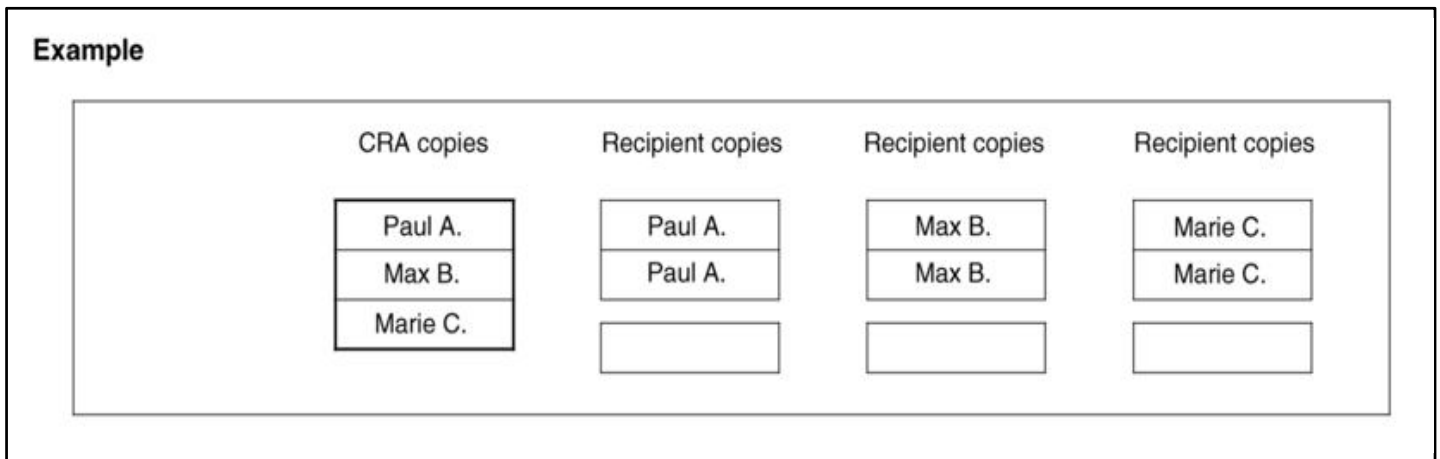 Example
CRA copies Recipient copies Recipient copies Recipient copies
Paul A. Paul A. Max B. Marie C.
Max B. Paul A. Max B. Marie C.
Marie C.